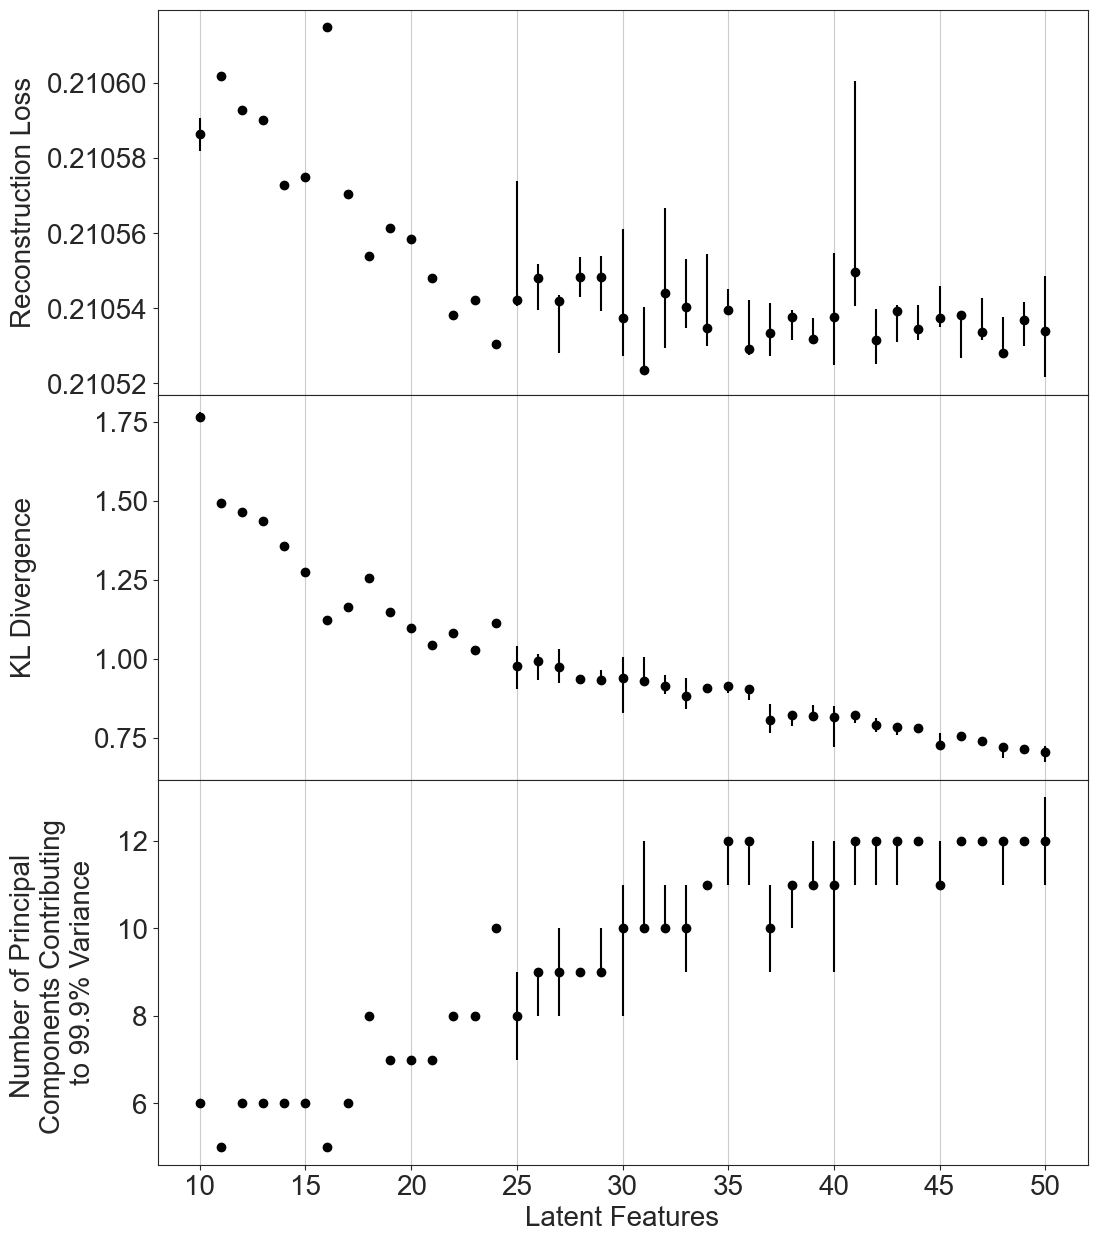 Reconstruction Loss
0.21060
0.21058
0.21056
0.21054
0.21052
KL Divergence
1.75
1.50
1.25
1.00
0.75
Number of Principal
Components Contributing
to 99.9% Variance
12
10
8
6
10 15 20 25 30 35 40 45 50
Latent Features